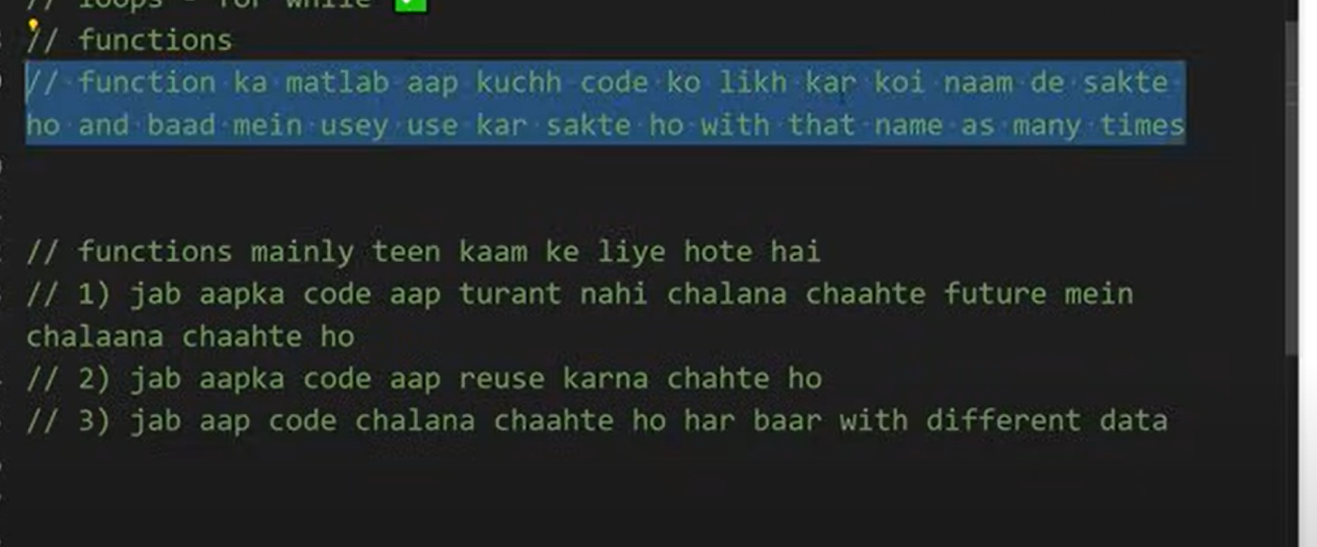 // loops - for while ✅
// functions
// function ka matlab aap kuchh code ko likh kar koi naam de sakte
ho and baad mein usey use kar sakte ho with that name as many times
// functions mainly teen kaam ke liye hote hai
// 1) jab aapka code aap turant nahi chalana chaahte future mein
chalaana chaahte ho
// 2) jab aapka code aap reuse karna chahte ho
// 3) jab aap code chalana chaahte ho har baar with different data